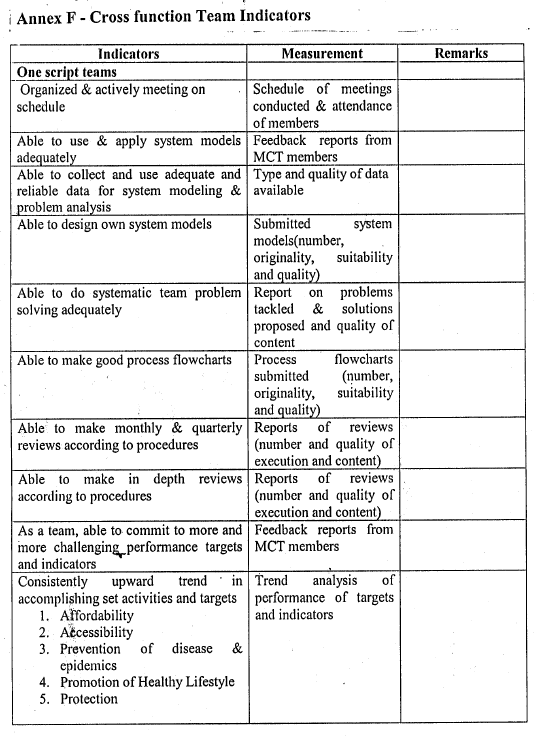 Annex F - Cross function Team Indicators
Indicators Measurement Remarks
One script teams
Organized & actively meeting on schedule
Schedule of meetings conducted & attendance of members
Able to use & apply system models adequately
Feedback reports from MCT members
Able to collect and use adequate and reliable data for system modeling & problem analysis
Type and quality of data available
Able to design own system models
Submitted system models(number, originality, suitability and quality)
Able to do systematic team problem solving adequately
Report on problems tackled & solutions proposed and quality of content
Able to make good process flowcharts
Process flowcharts submitted (number, originality, suitability and quality)
Able to make monthly & quarterly reviews according to procedures
Reports of reviews (number and quality of execution and content)
Able to make in depth reviews according to procedures
Reports of reviews (number and quality of execution and content)
As a team, able to commit to more and more challenging performance targets and indicators
Feedback reports from MCT members
Consistently upward trend in accomplishing set activities and targets
1. Affordability
2. Accessibility
3. Prevention of disease & epidemics
4. Promotion of Healthy Lifestyle
5. Protection
Trend analysis of performance of targets and indicators